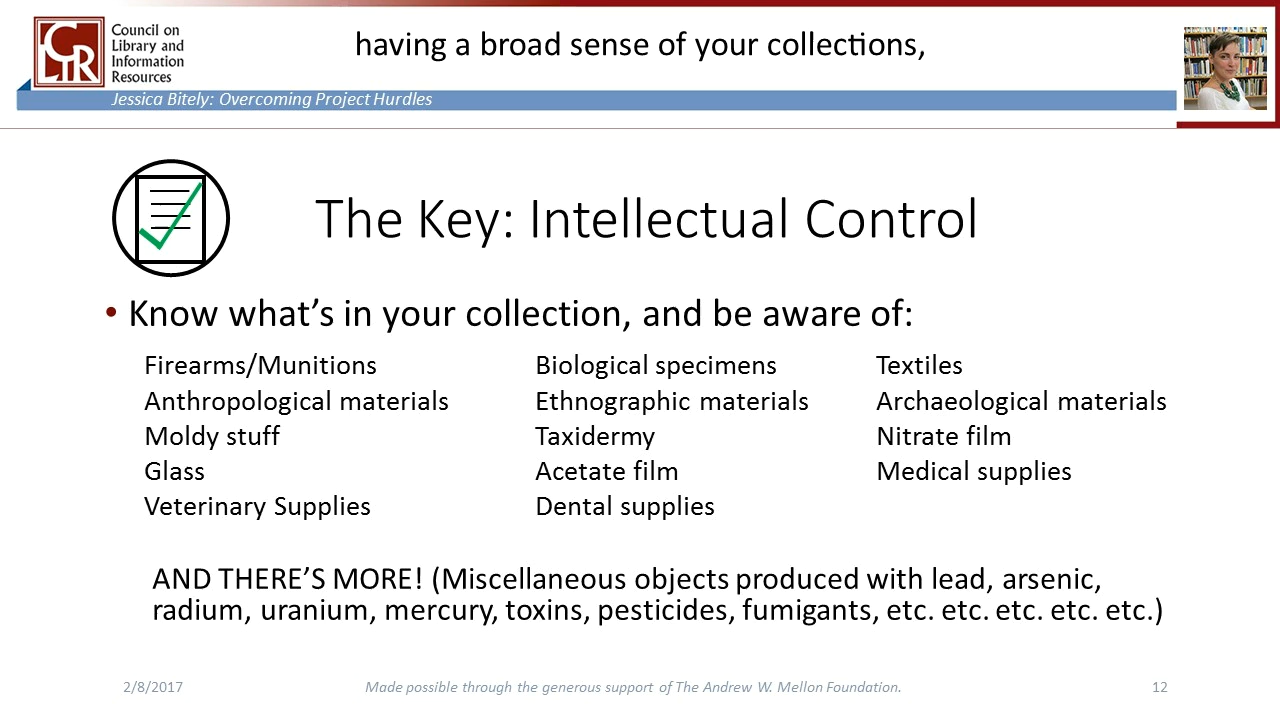 CLIR
Council on
Library and
Information
Resources
having a broad sense of your collections,
Jessica Bitely: Overcoming Project Hurdles
The Key: Intellectual Control
• Know what’s in your collection, and be aware of:
Firearms/Munitions Biological specimens Textiles
Anthropological materials Ethnographic materials Archaeological materials
Moldy stuff Taxidermy Nitrate film
Glass Acetate film Medical supplies
Veterinary Supplies Dental supplies
AND THERE’S MORE! (Miscellaneous objects produced with lead, arsenic,
radium, uranium, mercury, toxins, pesticides, fumigants, etc. etc. etc. etc. etc.)
2/8/2017 Made possible through the generous support of The Andrew W. Mellon Foundation. 12